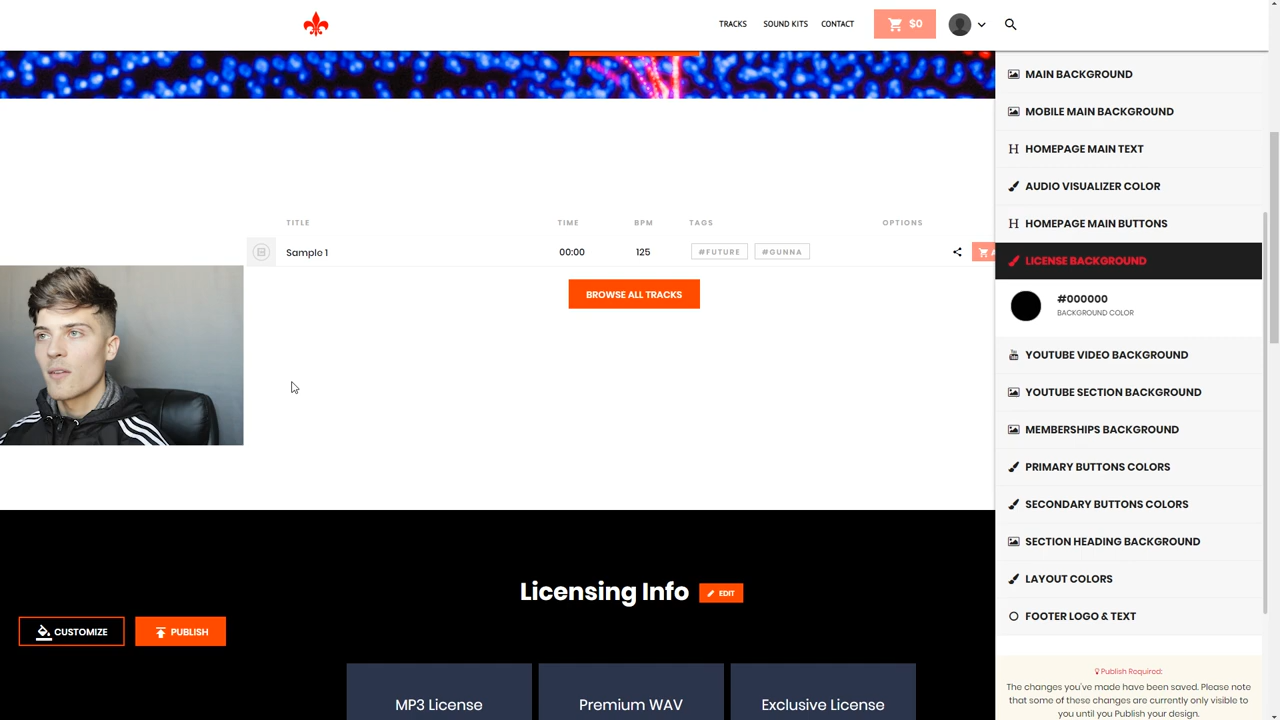 TRACKS SOUND KITS CONTACT $0
MAIN BACKGROUND
MOBILE MAIN BACKGROUND
HOMEPAGE MAIN TEXT
AUDIO VISUALIZER COLOR
HOMEPAGE MAIN BUTTONS
LICENSE BACKGROUND
#000000
BACKGROUND COLOR
YOUTUBE VIDEO BACKGROUND
YOUTUBE SECTION BACKGROUND
MEMBERSHIPS BACKGROUND
PRIMARY BUTTONS COLORS
SECONDARY BUTTONS COLORS
SECTION HEADING BACKGROUND
LAYOUT COLORS
FOOTER LOGO & TEXT
Publish Required:
The changes you've made have been saved. Please note
that some of these changes are currently only visible to
you until you Publish your design.
TITLE TIME BPM TAGS OPTIONS
Sample 1 00:00 125 #FUTURE #GUNNA
BROWSE ALL TRACKS
Licensing Info EDIT
CUSTOMIZE PUBLISH
MP3 License Premium WAV Exclusive License